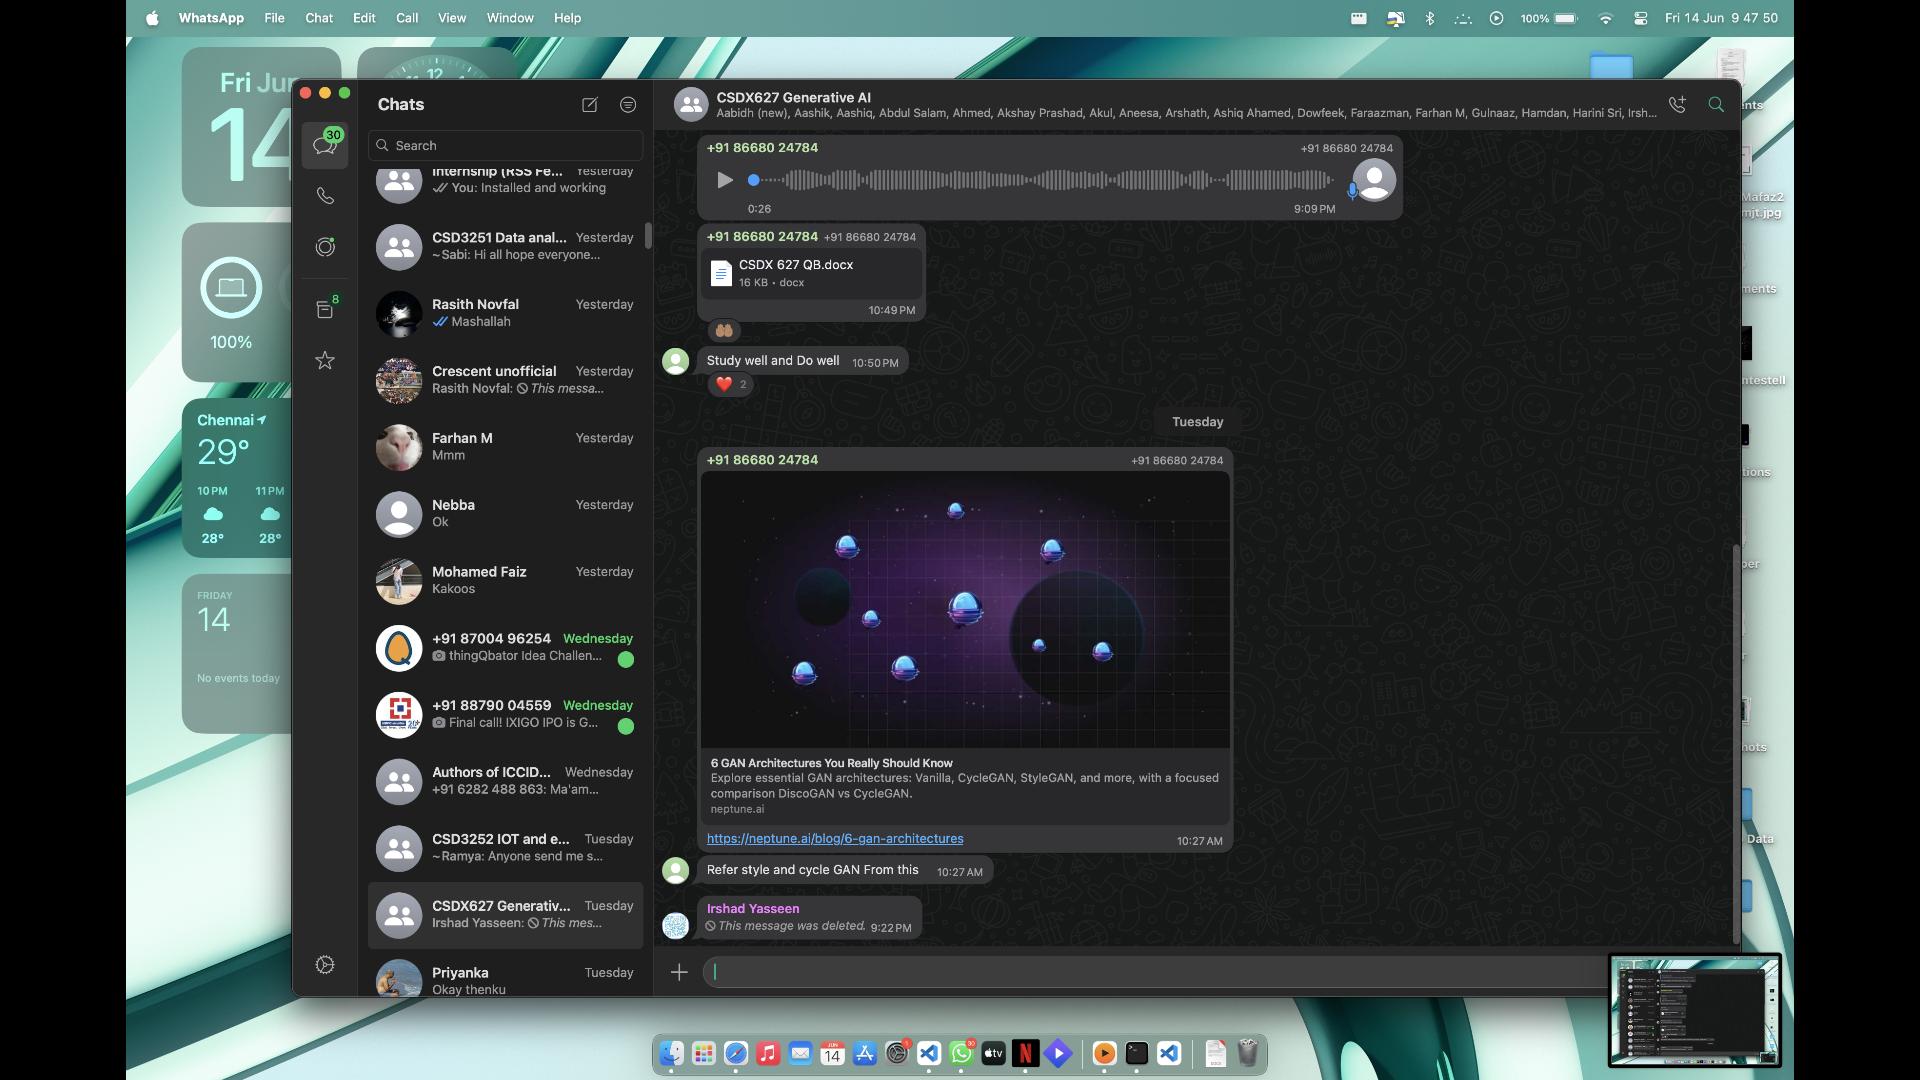 WhatsApp File Chat Edit Call View Window Help
100%
Fri 14 Jun 9 47 50
Fri Jun
14
12
100%
Chennai
29°
10 PM 11 PM
28° 28°
FRIDAY
14
No events today
30
8
Chats
Search
Internship (RSS Fe... Yesterday
You: Installed and working
CSD3251 Data anal... Yesterday
~Sabi: Hi all hope everyone...
Rasith Novfal Yesterday
Mashallah
Crescent unofficial Yesterday
Rasith Novfal: This messa...
Farhan M Yesterday
Mmm
Nebba Yesterday
Ok
Mohamed Faiz Yesterday
Kakoos
+91 87004 96254 Wednesday
thingQbator Idea Challen...
+91 88790 04559 Wednesday
Final call! IXIGO IPO is G...
Authors of ICCID... Wednesday
+91 6282 488 863: Ma'am...
CSD3252 IOT and e... Tuesday
~Ramya: Anyone send me s...
CSDX627 Generativ... Tuesday
Irshad Yasseen: This mes...
Priyanka Tuesday
Okay thenku
CSDX627 Generative AI
Aabidh (new), Aashik, Aashiq, Abdul Salam, Ahmed, Akshay Prashad, Akul, Aneesa, Arshath, Ashiq Ahamed, Dowfeek, Faraazman, Farhan M, Gulnaaz, Hamdan, Harini Sri, Irsh...
+91 86680 24784 +91 86680 24784
0:26 9:09 PM
+91 86680 24784 +91 86680 24784
CSDX 627 QB.docx
16 KB • docx
10:49 PM
Study well and Do well 10:50 PM
2
Tuesday
+91 86680 24784 +91 86680 24784
6 GAN Architectures You Really Should Know
Explore essential GAN architectures: Vanilla, CycleGAN, StyleGAN, and more, with a focused
comparison DiscoGAN vs CycleGAN.
neptune.ai
https://neptune.ai/blog/6-gan-architectures 10:27 AM
Refer style and cycle GAN From this 10:27 AM
Irshad Yasseen
This message was deleted. 9:22 PM
Mafaz2
mjt.jpg
Data
JUN
14
1
30
tv
N